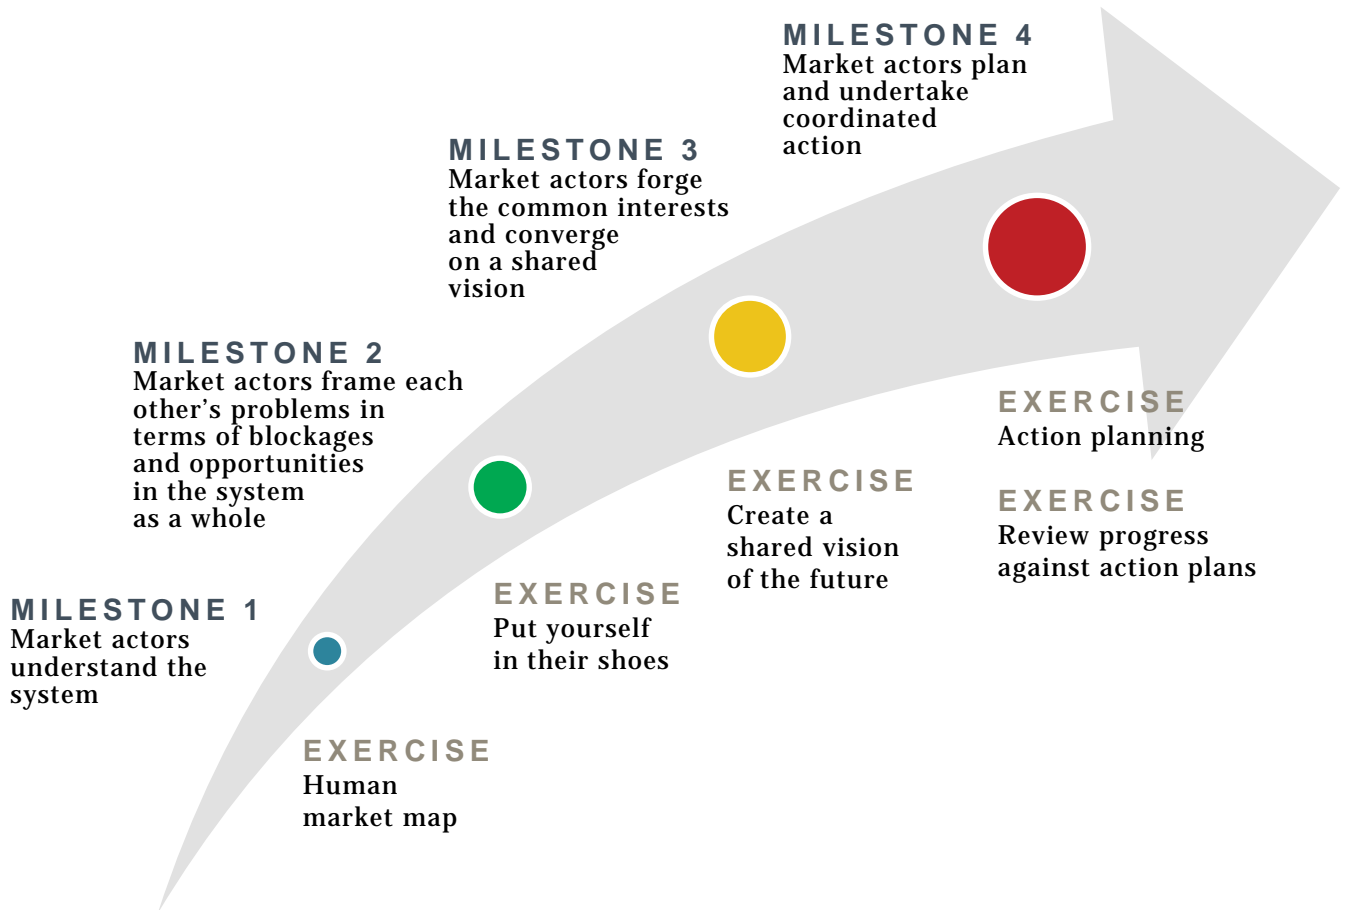 MILESTONE 4
Market actors plan
and undertake
coordinated
action
MILESTONE 3
Market actors forge
the common interests
and converge
on a shared
vision
MILESTONE 2
Market actors frame each
other’s problems in
terms of blockages
and opportunities
in the system
as a whole
MILESTONE 1
Market actors
understand the
system
EXERCISE
Human
market map
EXERCISE
Put yourself
in their shoes
EXERCISE
Create a
shared vision
of the future
EXERCISE
Action planning
EXERCISE
Review progress
against action plans